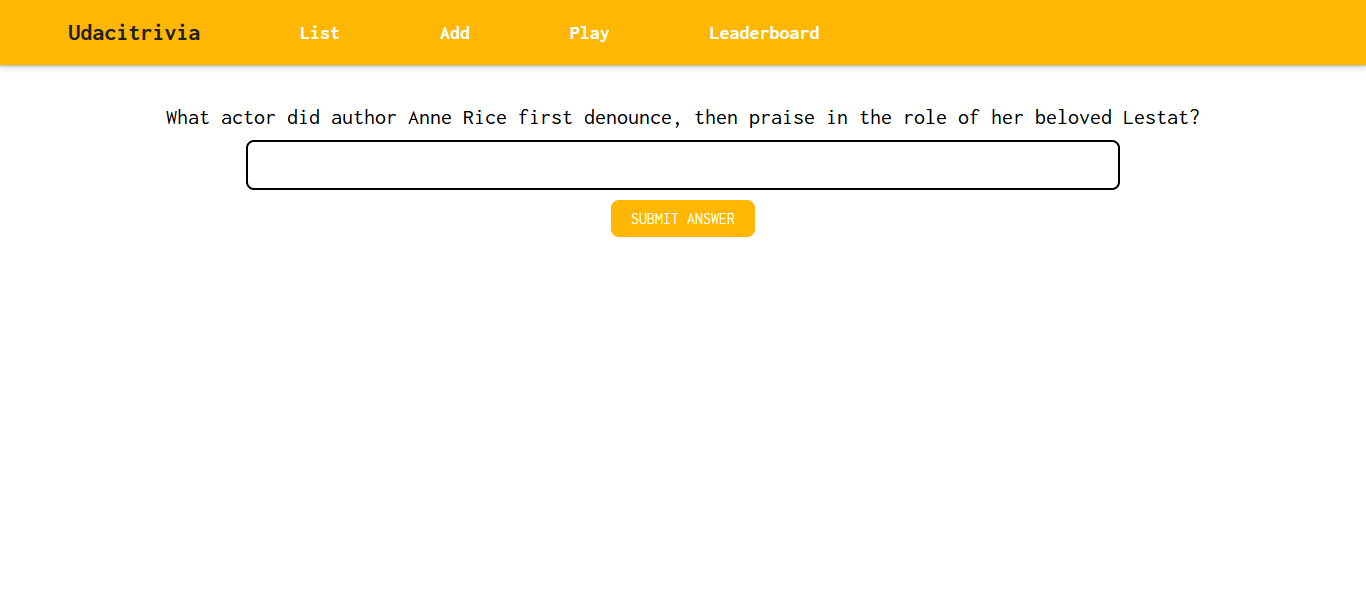 Udacitrivia List Add Play Leaderboard
What actor did author Anne Rice first denounce, then praise in the role of her beloved Lestat?
SUBMIT ANSWER